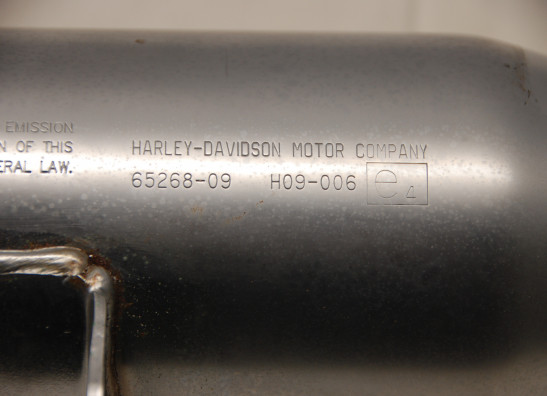 EMISSION
N OF THIS
ERAL LAW.
HARLEY-DAVIDSON MOTOR COMPANY
65268-09 H09-006 e4